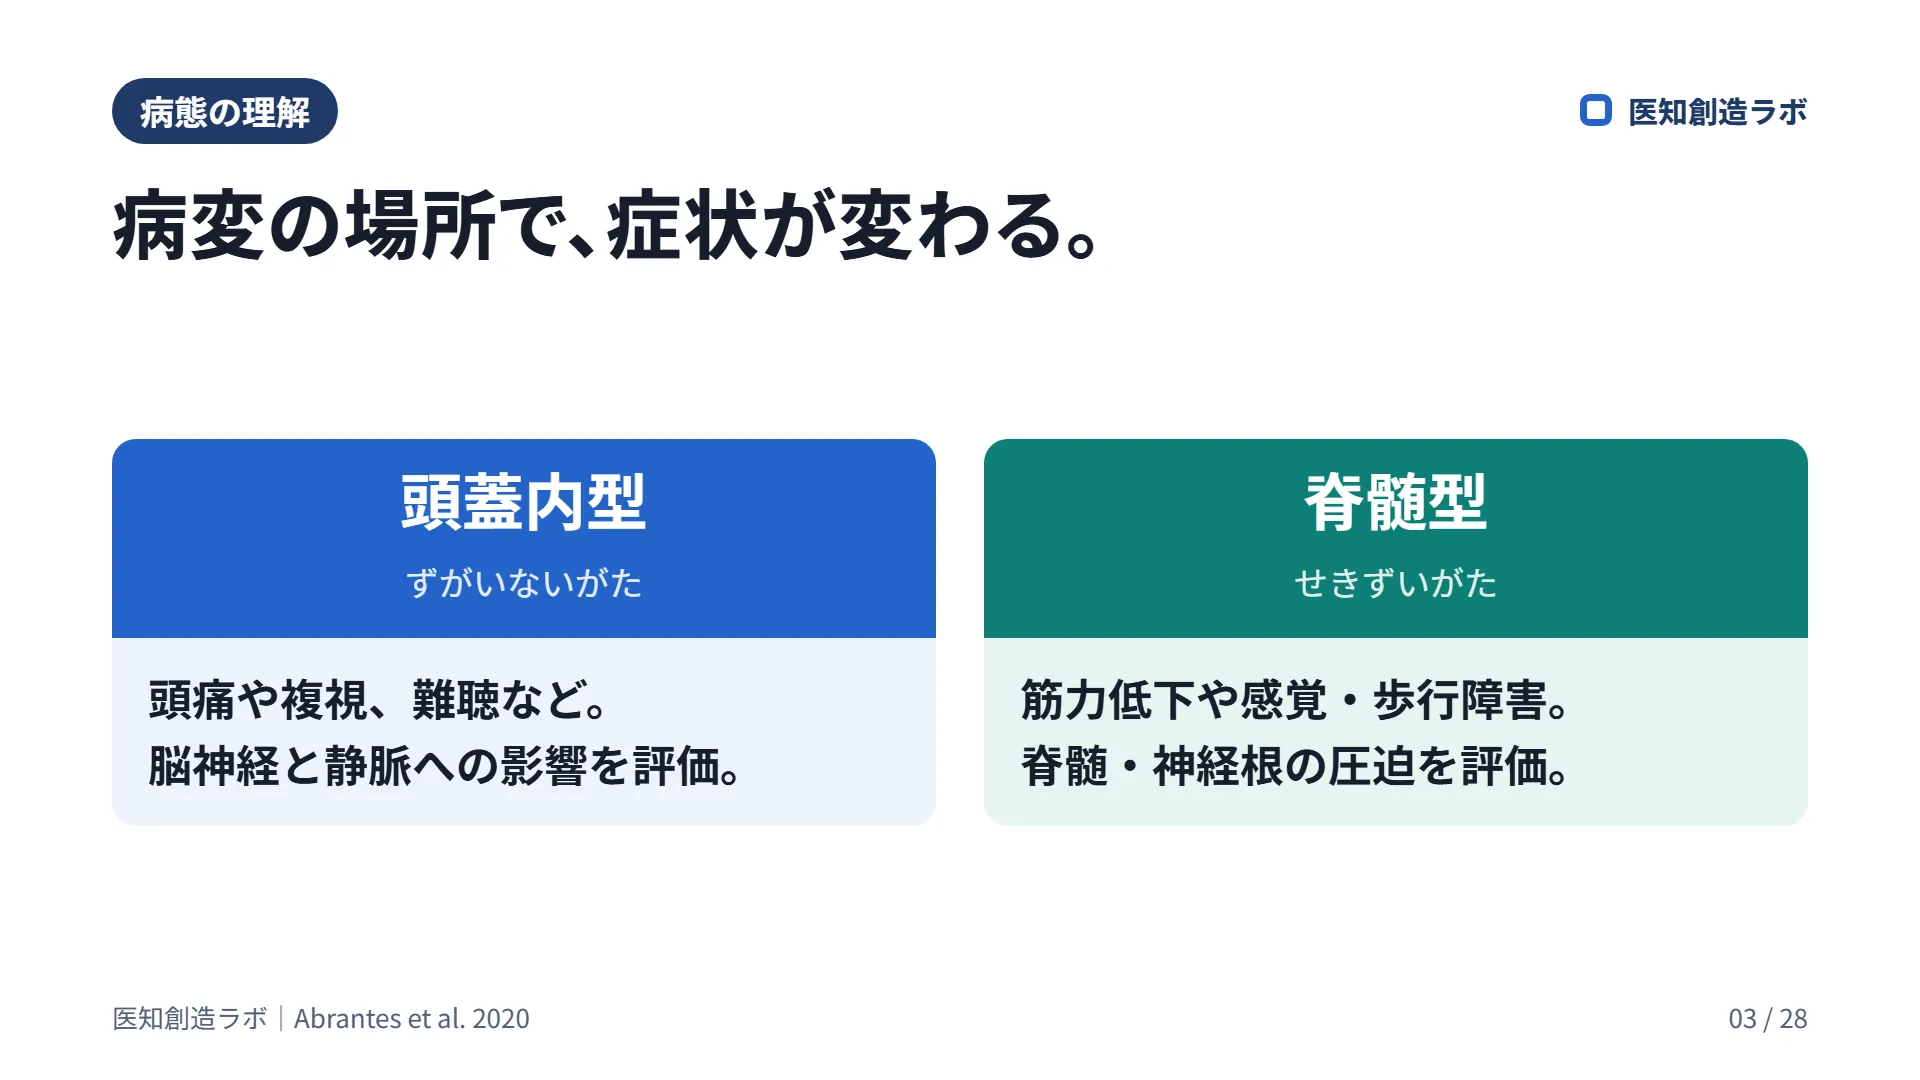 病態の理解
医知創造ラボ
病変の場所で、症状が変わる。
頭蓋内型
ずがいないがた
頭痛や複視、難聴など。
脳神経と静脈への影響を評価。
脊髄型
せきずいがた
筋力低下や感覚・歩行障害。
脊髄・神経根の圧迫を評価。
医知創造ラボ｜Abrantes et al. 2020
03 / 28